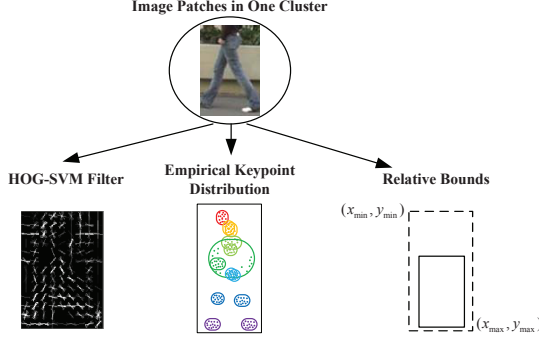 Image Patches in One Cluster
HOG-SVM Filter
Empirical Keypoint
Distribution
Relative Bounds
(x_min, y_min)
(x_max, y_max)